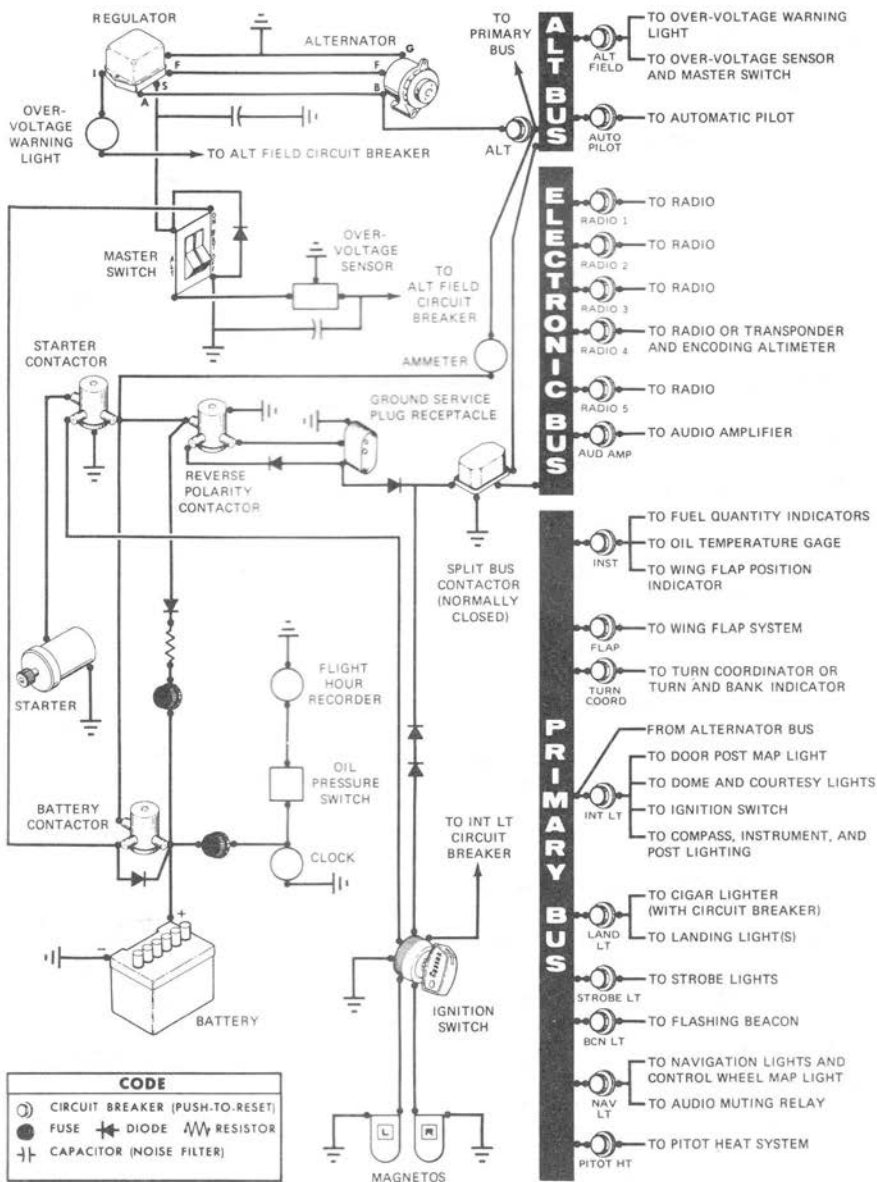 REGULATOR
ALTERNATOR
G
I
F
F
S
A
B
OVER-
VOLTAGE
WARNING
LIGHT
TO ALT FIELD CIRCUIT BREAKER
TO
PRIMARY
BUS
ALT
ALT BUS
ALT
FIELD
TO OVER-VOLTAGE WARNING
LIGHT
TO OVER-VOLTAGE SENSOR
AND MASTER SWITCH
AUTO
PILOT
TO AUTOMATIC PILOT
MASTER
SWITCH
OVER-
VOLTAGE
SENSOR
TO
ALT FIELD
CIRCUIT
BREAKER
AMMETER
ELECTRONIC BUS
RADIO 1
TO RADIO
RADIO 2
TO RADIO
RADIO 3
TO RADIO
RADIO 4
TO RADIO OR TRANSPONDER
AND ENCODING ALTIMETER
RADIO 5
TO RADIO
AUD AMP
TO AUDIO AMPLIFIER
STARTER
CONTACTOR
GROUND SERVICE
PLUG RECEPTACLE
REVERSE
POLARITY
CONTACTOR
SPLIT BUS
CONTACTOR
(NORMALLY
CLOSED)
STARTER
FLIGHT
HOUR
RECORDER
OIL
PRESSURE
SWITCH
BATTERY
CONTACTOR
CLOCK
TO INT LT
CIRCUIT
BREAKER
+
-
BATTERY
IGNITION
SWITCH
L
R
MAGNETOS
PRIMARY BUS
INST
TO FUEL QUANTITY INDICATORS
TO OIL TEMPERATURE GAGE
TO WING FLAP POSITION
INDICATOR
FLAP
TO WING FLAP SYSTEM
TURN
COORD
TO TURN COORDINATOR OR
TURN AND BANK INDICATOR
INT LT
FROM ALTERNATOR BUS
TO DOOR POST MAP LIGHT
TO DOME AND COURTESY LIGHTS
TO IGNITION SWITCH
TO COMPASS, INSTRUMENT, AND
POST LIGHTING
LAND
LT
TO CIGAR LIGHTER
(WITH CIRCUIT BREAKER)
TO LANDING LIGHT(S)
STROBE LT
TO STROBE LIGHTS
BCN LT
TO FLASHING BEACON
NAV
LT
TO NAVIGATION LIGHTS AND
CONTROL WHEEL MAP LIGHT
TO AUDIO MUTING RELAY
PITOT HT
TO PITOT HEAT SYSTEM
CODE
CIRCUIT BREAKER (PUSH-TO-RESET)
FUSE DIODE RESISTOR
CAPACITOR (NOISE FILTER)